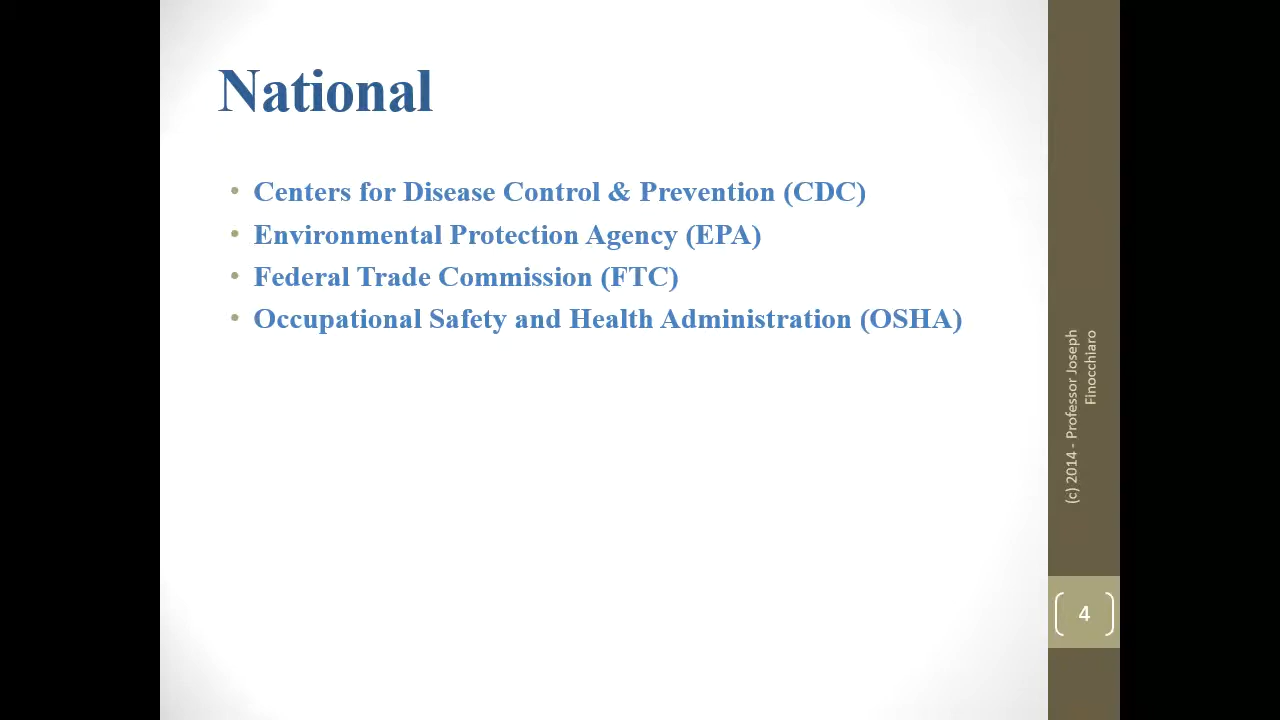 National
• Centers for Disease Control & Prevention (CDC)
• Environmental Protection Agency (EPA)
• Federal Trade Commission (FTC)
• Occupational Safety and Health Administration (OSHA)
(c) 2014 - Professor Joseph
Finocchiaro
4